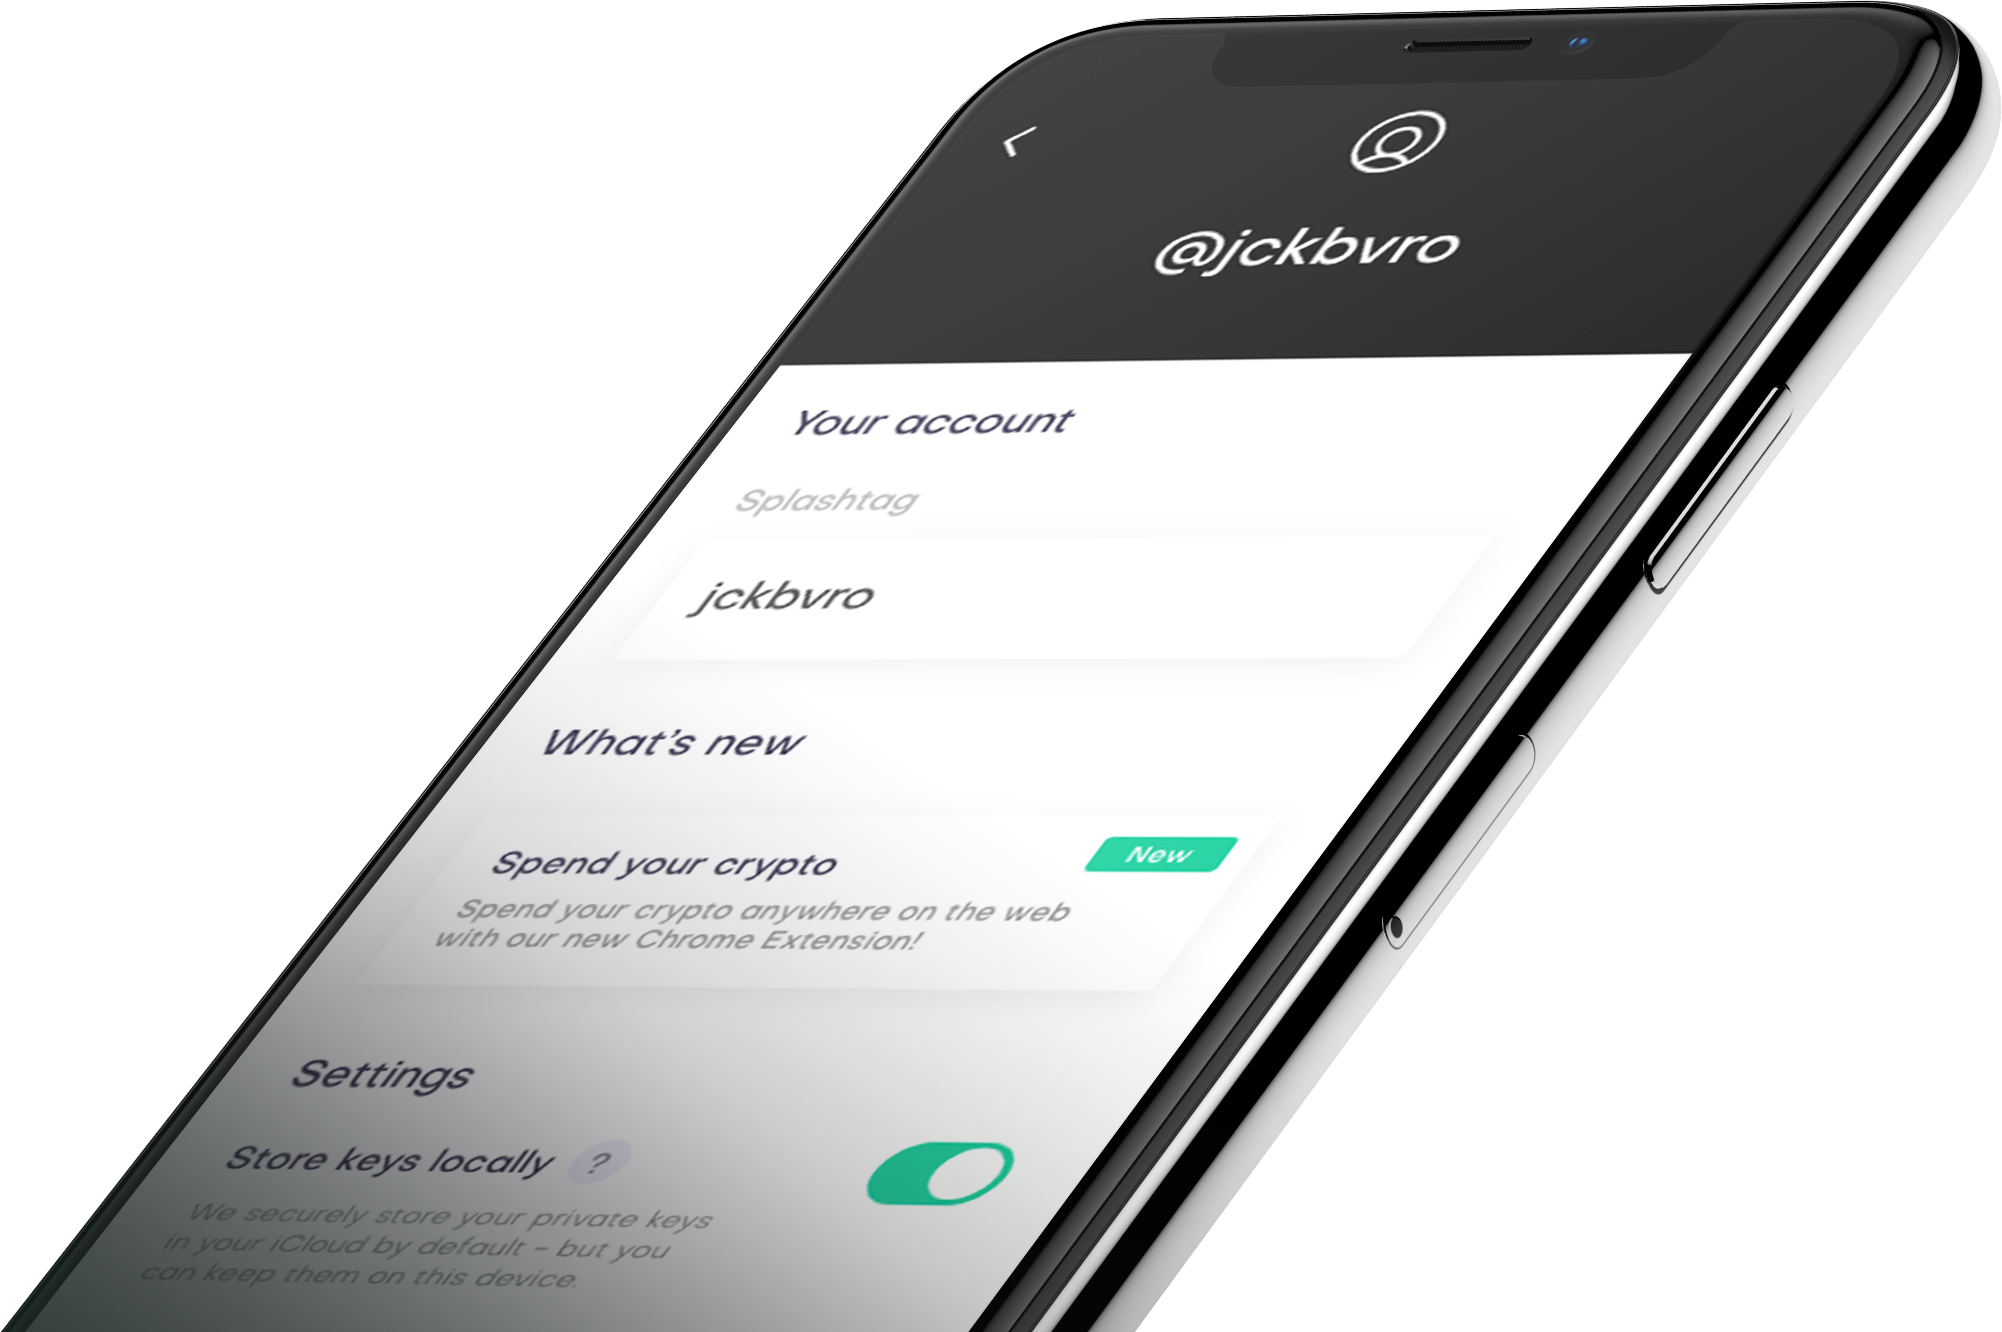 @jckbvro
Your account
Splashtag
jckbvro
What's new
Spend your crypto
New
Spend your crypto anywhere on the web
with our new Chrome Extension!
Settings
Store keys locally ?
We securely store your private keys
in your iCloud by default – but you
can keep them on this device.